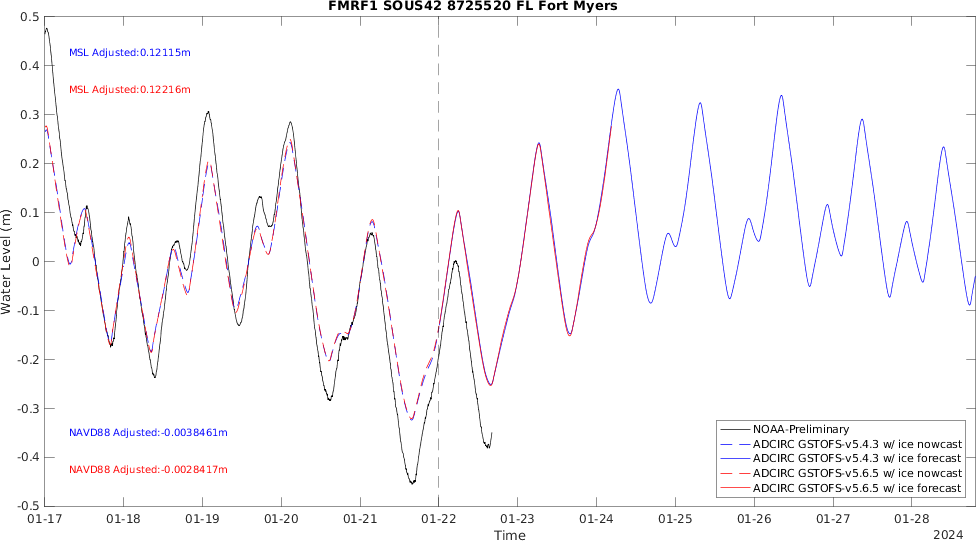 FMRF1 SOUS42 8725520 FL Fort Myers
0.5
MSL Adjusted:0.12115m
0.4
MSL Adjusted:0.12216m
0.3
0.2
0.1
Water Level (m)
0
-0.1
-0.2
-0.3
-0.4
-0.5
NAVD88 Adjusted:-0.0038461m
NAVD88 Adjusted:-0.0028417m
NOAA-Preliminary
ADCIRC GSTOFS-v5.4.3 w/ ice nowcast
ADCIRC GSTOFS-v5.4.3 w/ ice forecast
ADCIRC GSTOFS-v5.6.5 w/ ice nowcast
ADCIRC GSTOFS-v5.6.5 w/ ice forecast
01-17 01-18 01-19 01-20 01-21 01-22 01-23 01-24 01-25 01-26 01-27 01-28
Time
2024